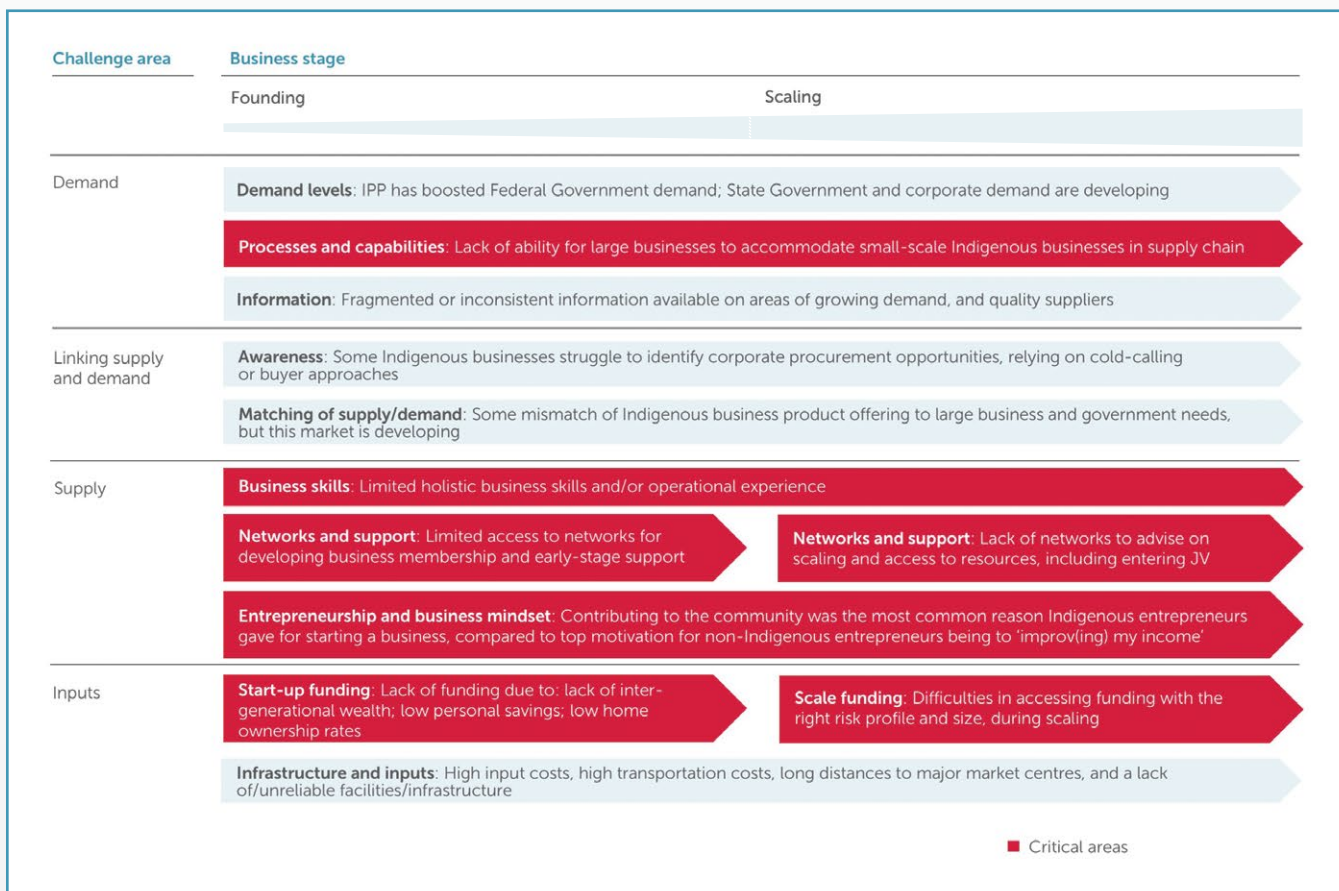 Challenge area
Business stage
Founding
Scaling
Demand
Demand levels: IPP has boosted Federal Government demand; State Government and corporate demand are developing
Processes and capabilities: Lack of ability for large businesses to accommodate small-scale Indigenous businesses in supply chain
Information: Fragmented or inconsistent information available on areas of growing demand, and quality suppliers
Linking supply
and demand
Awareness: Some Indigenous businesses struggle to identify corporate procurement opportunities, relying on cold-calling
or buyer approaches
Matching of supply/demand: Some mismatch of Indigenous business product offering to large business and government needs,
but this market is developing
Supply
Business skills: Limited holistic business skills and/or operational experience
Networks and support: Limited access to networks for
developing business membership and early-stage support
Networks and support: Lack of networks to advise on
scaling and access to resources, including entering JV
Entrepreneurship and business mindset: Contributing to the community was the most common reason Indigenous entrepreneurs
gave for starting a business, compared to top motivation for non-Indigenous entrepreneurs being to ‘improv(ing) my income’
Inputs
Start-up funding: Lack of funding due to: lack of inter-
generational wealth; low personal savings; low home
ownership rates
Scale funding: Difficulties in accessing funding with the
right risk profile and size, during scaling
Infrastructure and inputs: High input costs, high transportation costs, long distances to major market centres, and a lack
of/unreliable facilities/infrastructure
Critical areas